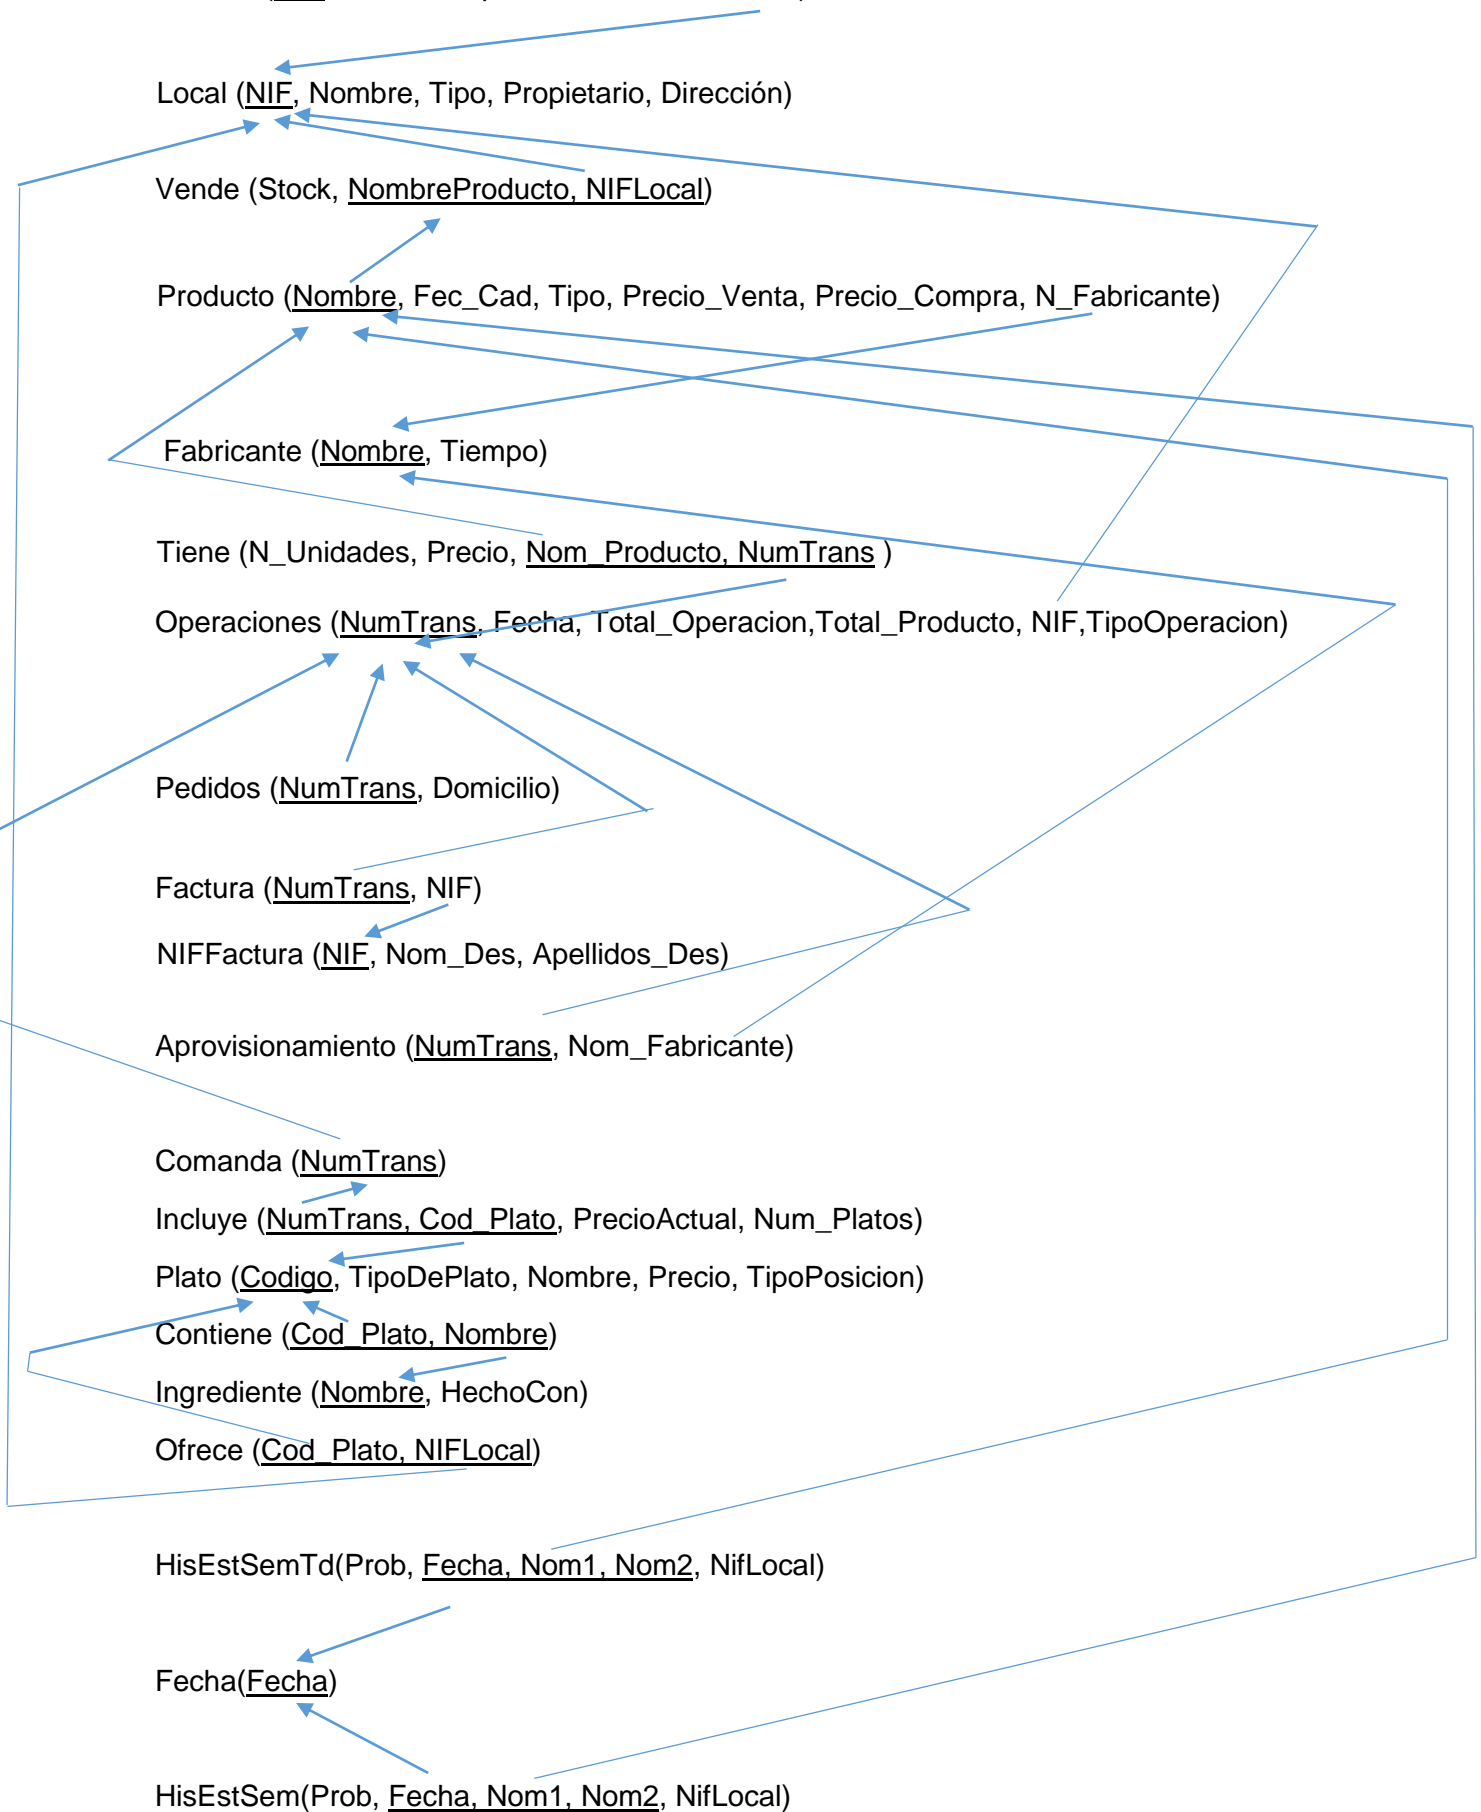 Local (NIF, Nombre, Tipo, Propietario, Dirección)
Vende (Stock, NombreProducto, NIFLocal)
Producto (Nombre, Fec_Cad, Tipo, Precio_Venta, Precio_Compra, N_Fabricante)
Fabricante (Nombre, Tiempo)
Tiene (N_Unidades, Precio, Nom_Producto, NumTrans )
Operaciones (NumTrans, Fecha, Total_Operacion,Total_Producto, NIF,TipoOperacion)
Pedidos (NumTrans, Domicilio)
Factura (NumTrans, NIF)
NIFFactura (NIF, Nom_Des, Apellidos_Des)
Aprovisionamiento (NumTrans, Nom_Fabricante)
Comanda (NumTrans)
Incluye (NumTrans, Cod_Plato, PrecioActual, Num_Platos)
Plato (Codigo, TipoDePlato, Nombre, Precio, TipoPosicion)
Contiene (Cod_Plato, Nombre)
Ingrediente (Nombre, HechoCon)
Ofrece (Cod_Plato, NIFLocal)
HisEstSemTd(Prob, Fecha, Nom1, Nom2, NifLocal)
Fecha(Fecha)
HisEstSem(Prob, Fecha, Nom1, Nom2, NifLocal)